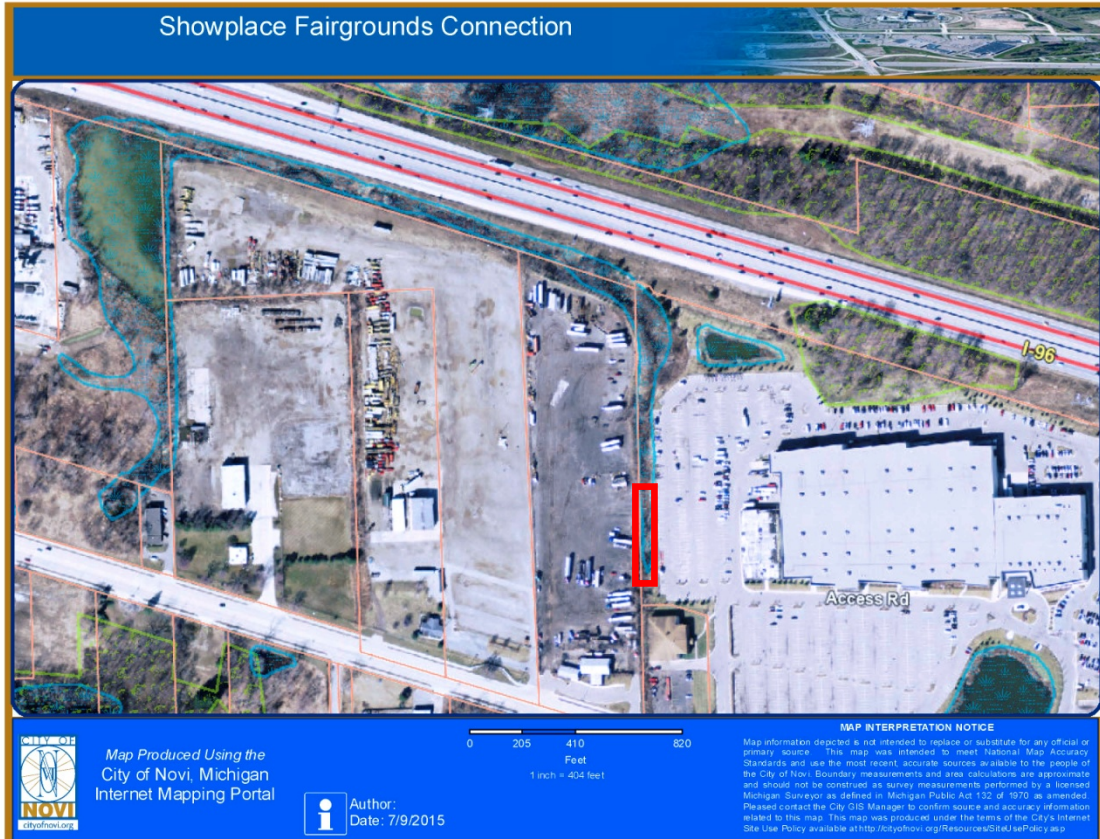 Showplace Fairgrounds Connection
I-96
Access Rd
CITY OF
NOVI
cityofnovi.org
Map Produced Using the
City of Novi, Michigan
Internet Mapping Portal
Author:
Date: 7/9/2015
0 205 410 820
Feet
1 inch = 404 feet
MAP INTERPRETATION NOTICE
Map information depicted is not intended to replace or substitute for any official or
primary source. This map was intended to meet National Map Accuracy
Standards and use the most recent, accurate sources available to the people of
the City of Novi. Boundary measurements and area calculations are approximate
and should not be construed as survey measurements performed by a licensed
Michigan Surveyor as defined in Michigan Public Act 132 of 1970 as amended.
Pleased contact the City GIS Manager to confirm source and accuracy information
related to this map. This map was produced under the terms of the City's Internet
Site Use Policy available at http://cityofnovi.org/Resources/SiteUsePolicy.asp